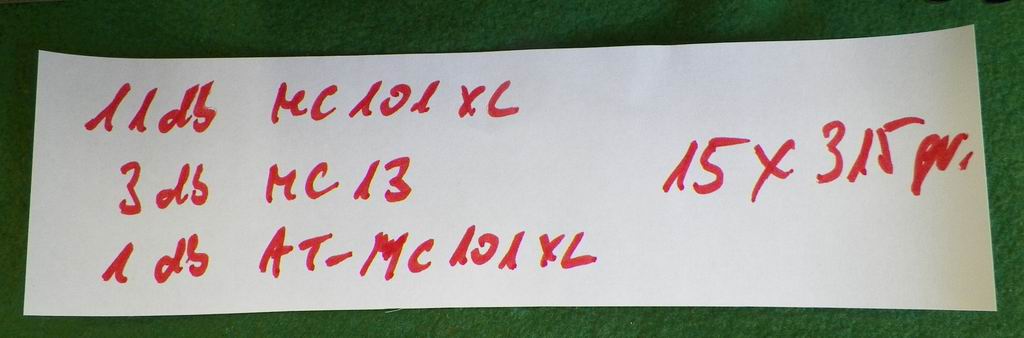 11 db MC 101 XL
3 db MC 13
1 db AT-MC 101 XL
15 X 315 gr.